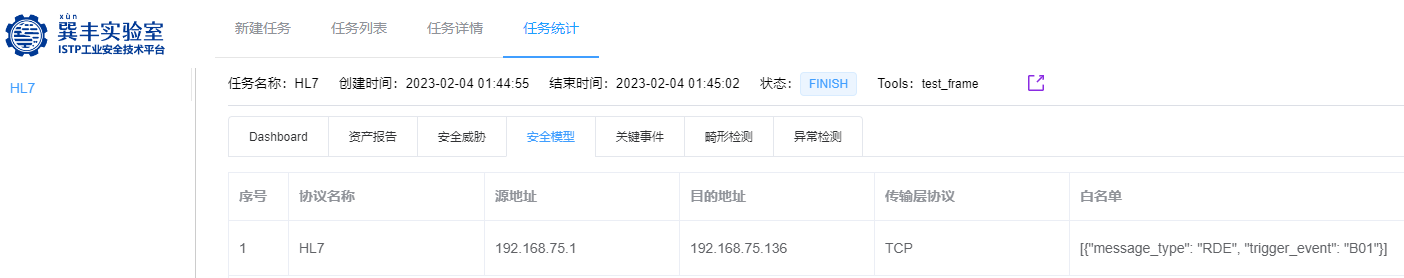 xùn
巽丰实验室
ISTP工业安全技术平台
新建任务 任务列表 任务详情 任务统计
HL7
任务名称：HL7 创建时间：2023-02-04 01:44:55 结束时间：2023-02-04 01:45:02 状态： FINISH Tools：test_frame
Dashboard 资产报告 安全威胁 安全模型 关键事件 畸形检测 异常检测
序号 协议名称 源地址 目的地址 传输层协议 白名单
1 HL7 192.168.75.1 192.168.75.136 TCP [{"message_type": "RDE", "trigger_event": "B01"}]